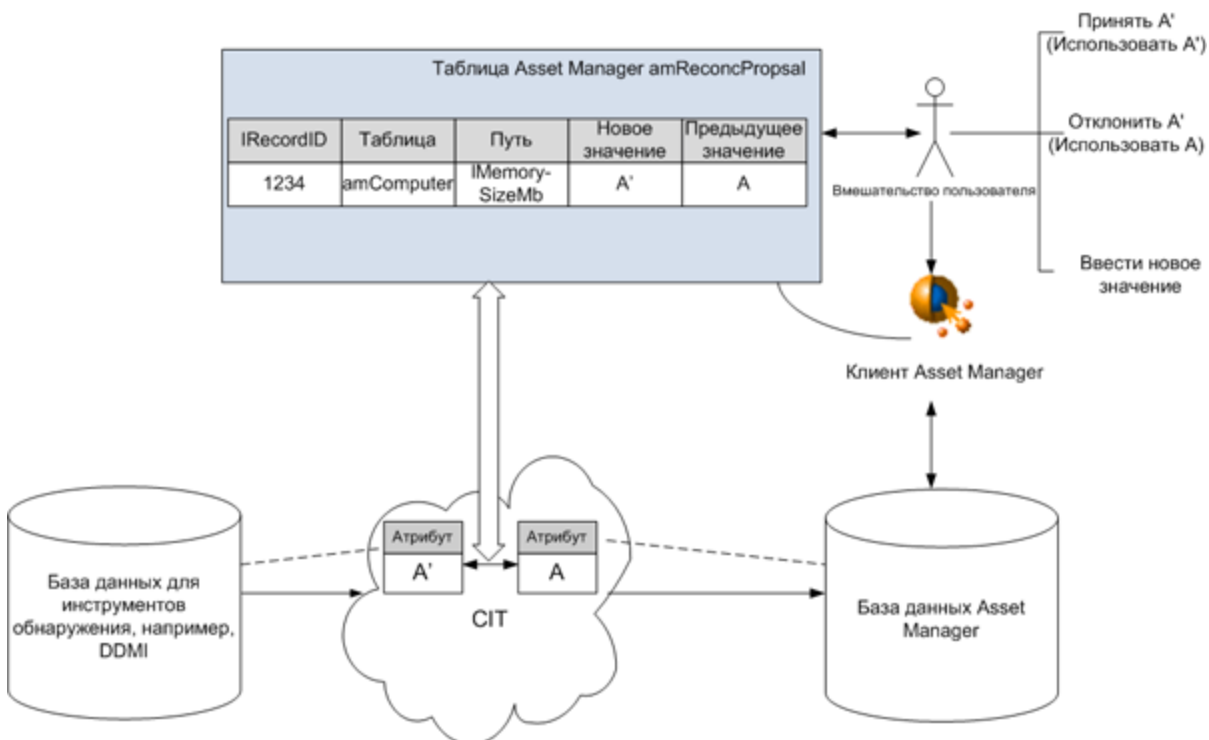 Таблица Asset Manager amReconcPropsal
IRecordID
Таблица
Путь
Новое
значение
Предыдущее
значение
1234
amComputer
IMemory-
SizeMb
A'
A
Принять A'
(Использовать A')
Отклонить A'
(Использовать A)
Вмешательство пользователя
Ввести новое
значение
Клиент Asset Manager
База данных для
инструментов
обнаружения, например,
DDMI
Атрибут
A'
Атрибут
A
CIT
База данных Asset
Manager